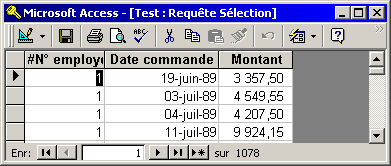 Microsoft Access - [Test : Requête Sélection]
#N° employé Date commande Montant
1 19-juin-89 3 357,50
1 03-juil-89 4 549,55
1 04-juil-89 4 207,50
1 11-juil-89 9 924,15
Enr: 1 sur 1078